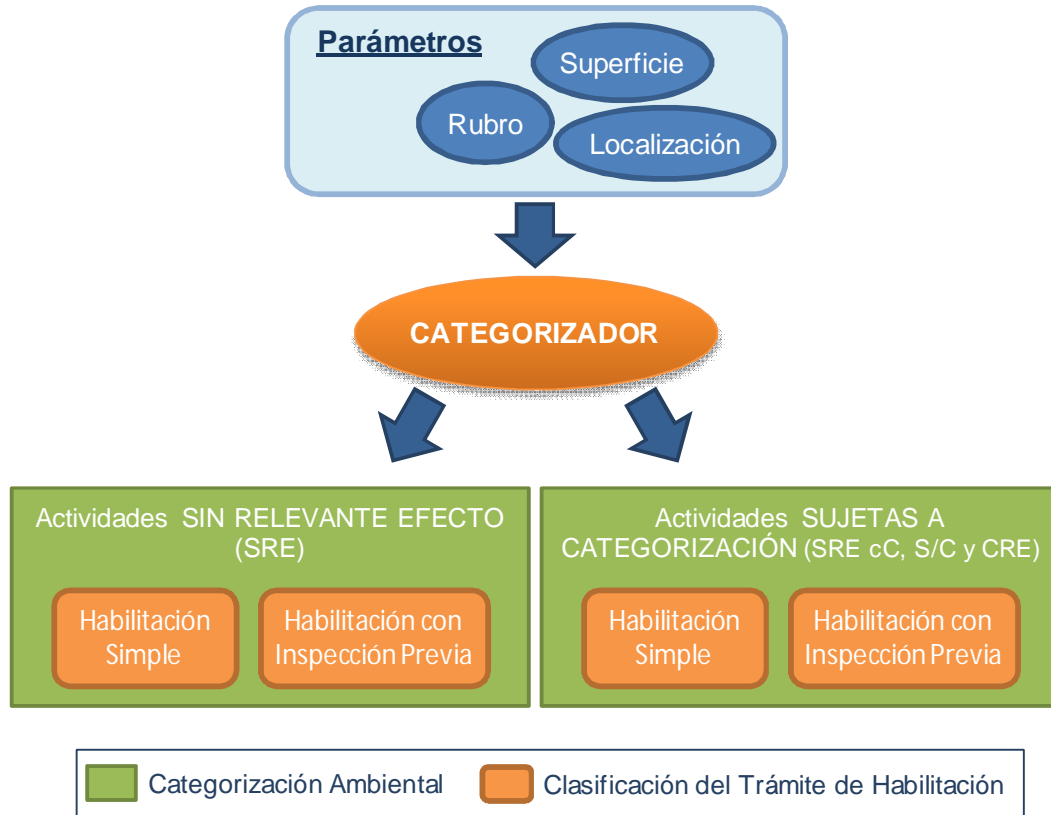 Parámetros
Superficie
Rubro
Localización
CATEGORIZADOR
Actividades SIN RELEVANTE EFECTO
(SRE)
Habilitación
Simple
Habilitación con
Inspección Previa
Actividades SUJETAS A
CATEGORIZACIÓN (SRE cC, S/C y CRE)
Habilitación
Simple
Habilitación con
Inspección Previa
Categorización Ambiental
Clasificación del Trámite de Habilitación